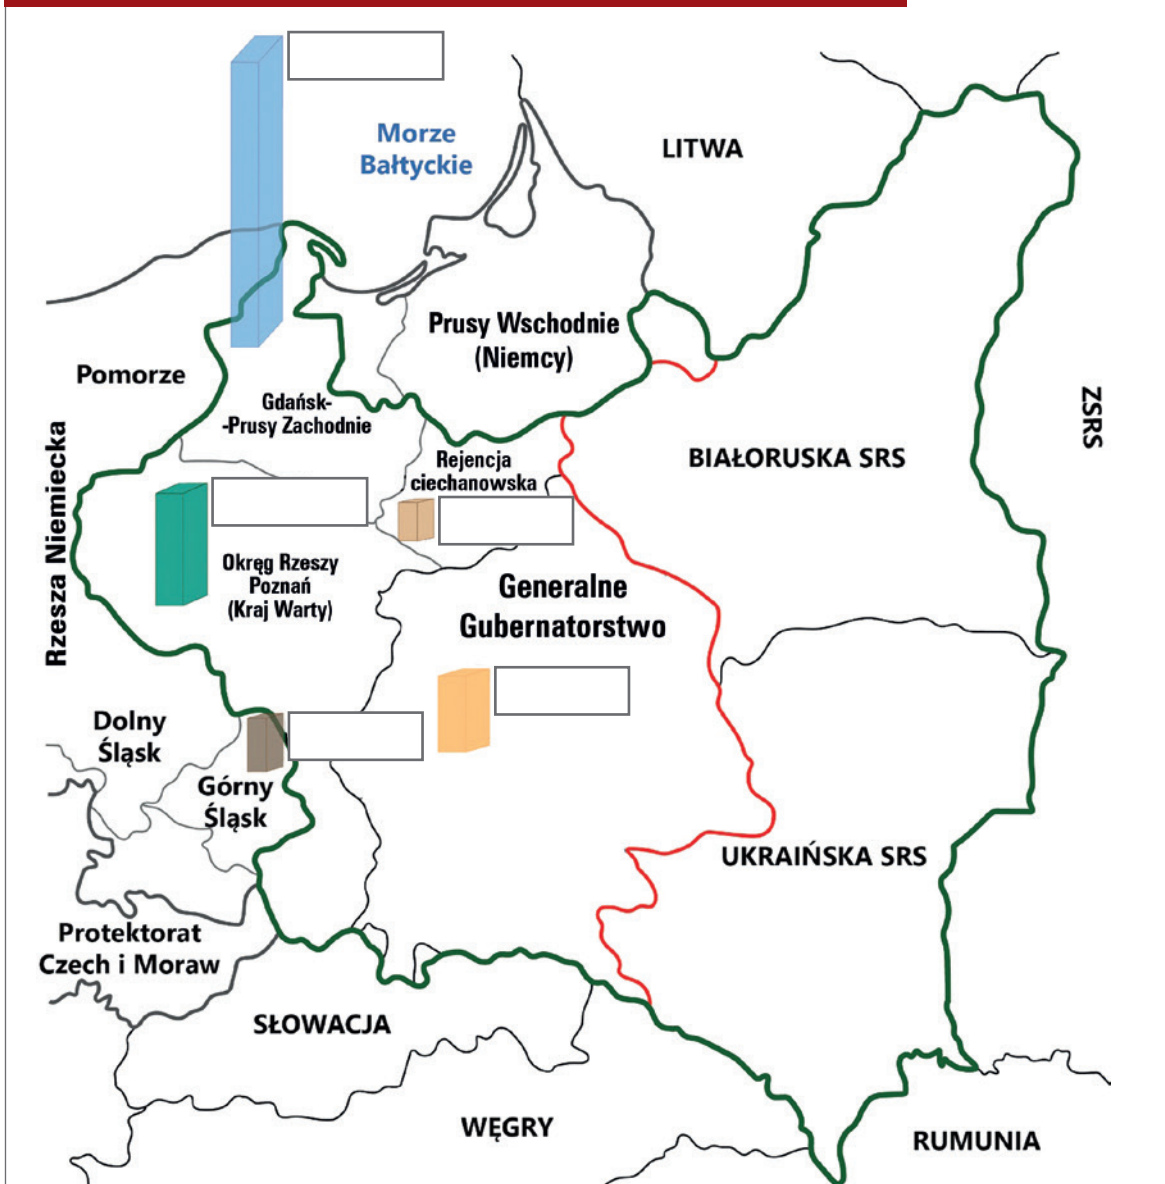 Morze
Bałtyckie
LITWA
Prusy Wschodnie
(Niemcy)
Pomorze
Gdańsk-
-Prusy Zachodnie
ZSRS
Rzesza Niemiecka
Rejencja
ciechanowska
BIAŁORUSKA SRS
Okręg Rzeszy
Poznań
(Kraj Warty)
Generalne
Gubernatorstwo
Dolny
Śląsk
Górny
Śląsk
UKRAIŃSKA SRS
Protektorat
Czech i Moraw
SŁOWACJA
WĘGRY
RUMUNIA